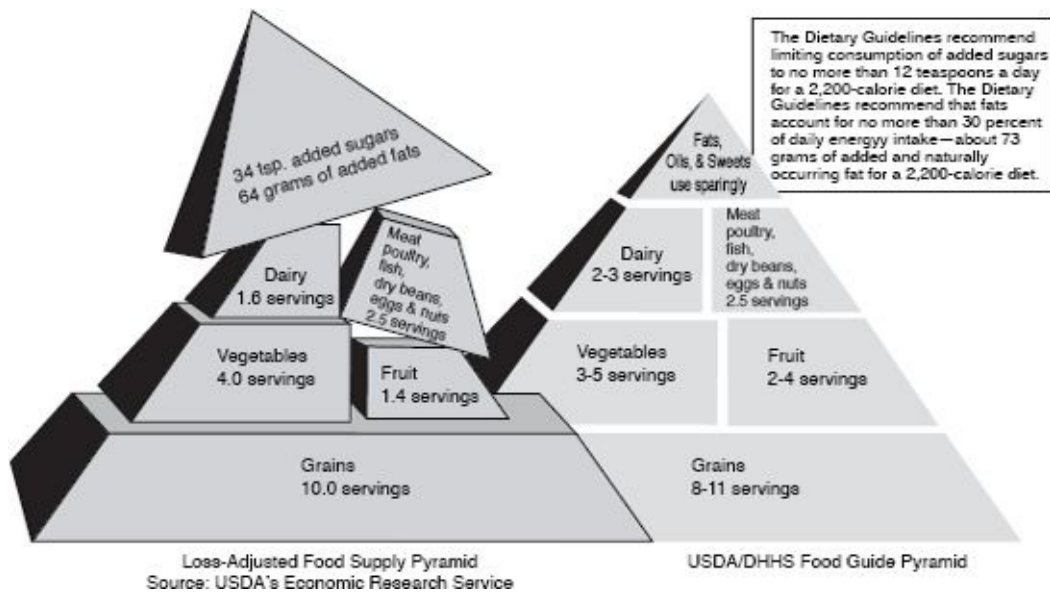 The Dietary Guidelines recommend
limiting consumption of added sugars
to no more than 12 teaspoons a day
for a 2,200-calorie diet. The Dietary
Guidelines recommend that fats
account for no more than 30 percent
of daily energyy intake—about 73
grams of added and naturally
occurring fat for a 2,200-calorie diet.
34 tsp. added sugars
64 grams of added fats
Dairy
1.6 servings
Meat
poultry,
fish,
dry beans,
eggs & nuts
2.5 servings
Vegetables
4.0 servings
Fruit
1.4 servings
Grains
10.0 servings
Loss-Adjusted Food Supply Pyramid
Source: USDA's Economic Research Service
Fats,
Oils, & Sweets
use sparingly
Dairy
2-3 servings
Meat
poultry,
fish,
dry beans,
eggs & nuts
2.5 servings
Vegetables
3-5 servings
Fruit
2-4 servings
Grains
8-11 servings
USDA/DHHS Food Guide Pyramid